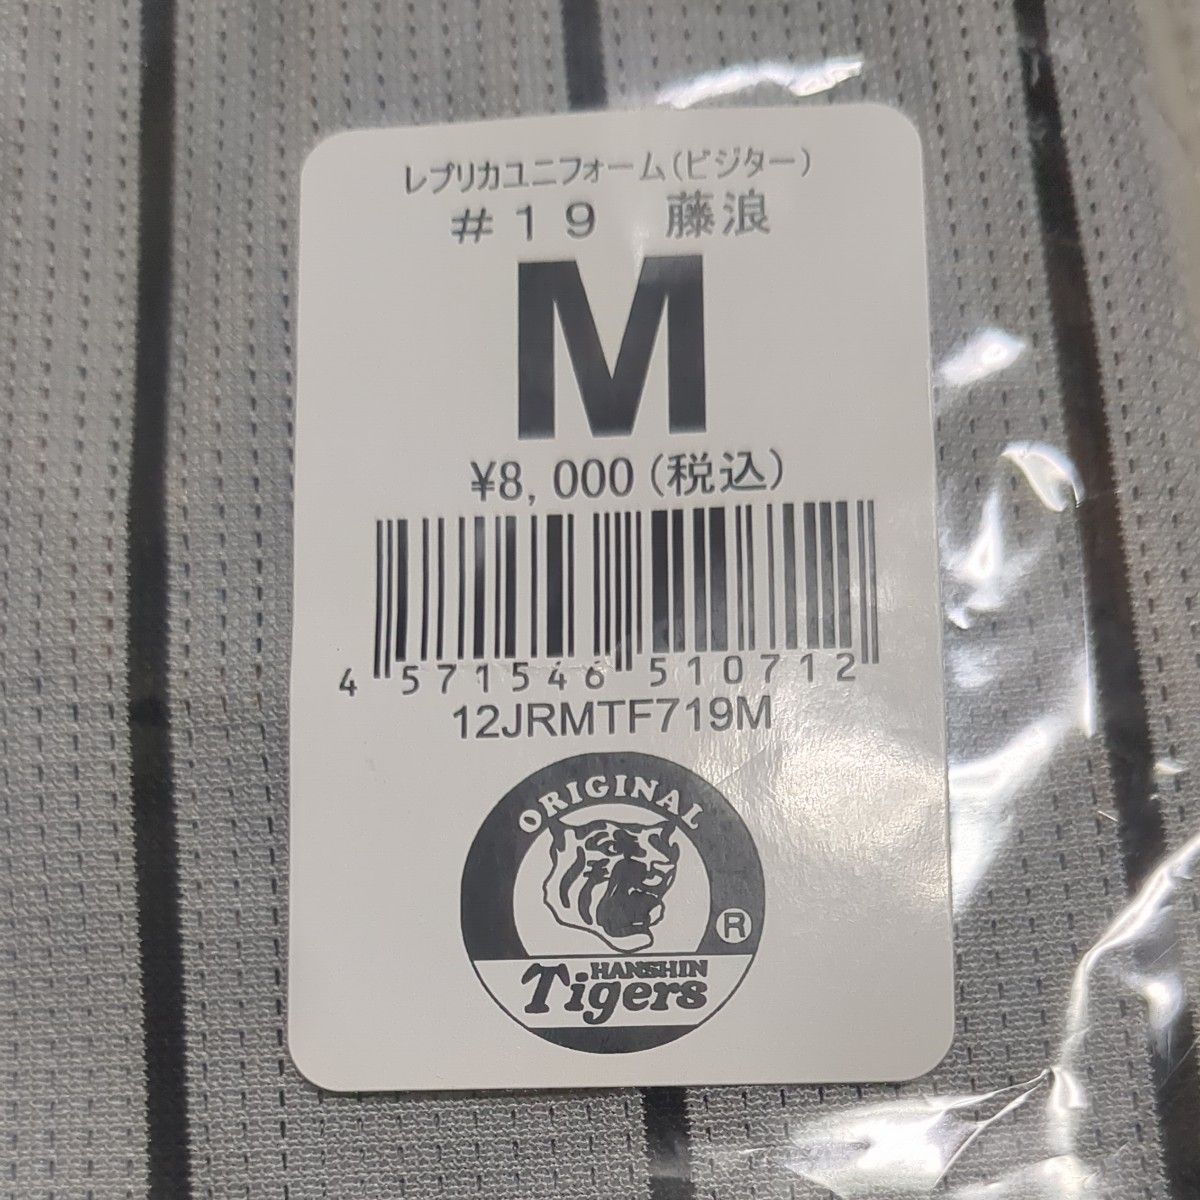 レプリカユニフォーム(ビジター)
#19 藤浪
M
¥8,000(税込)
4 571546 510712
12JRMTF719M
ORIGINAL
R
HANSHIN
Tigers